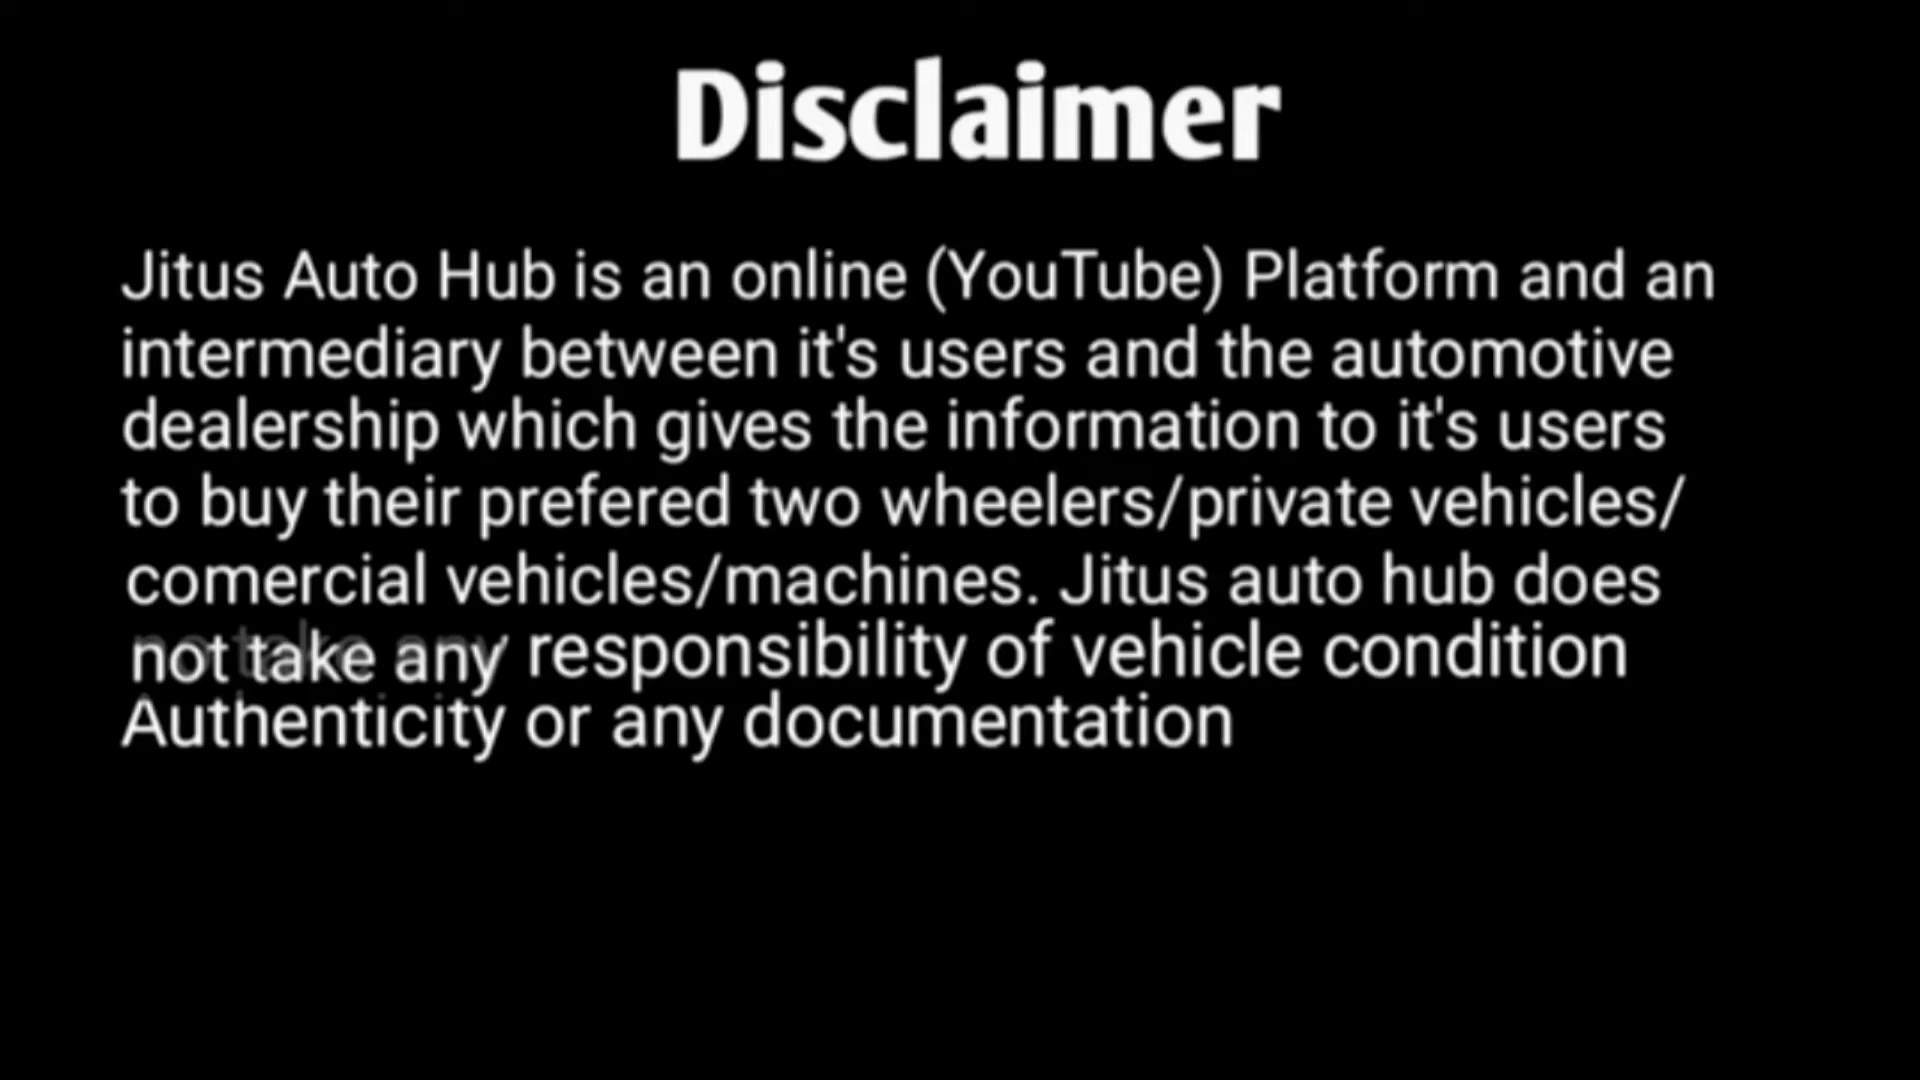 Disclaimer
Jitus Auto Hub is an online (YouTube) Platform and an
intermediary between it's users and the automotive
dealership which gives the information to it's users
to buy their prefered two wheelers/private vehicles/
comercial vehicles/machines. Jitus auto hub does
not take any responsibility of vehicle condition
Authenticity or any documentation